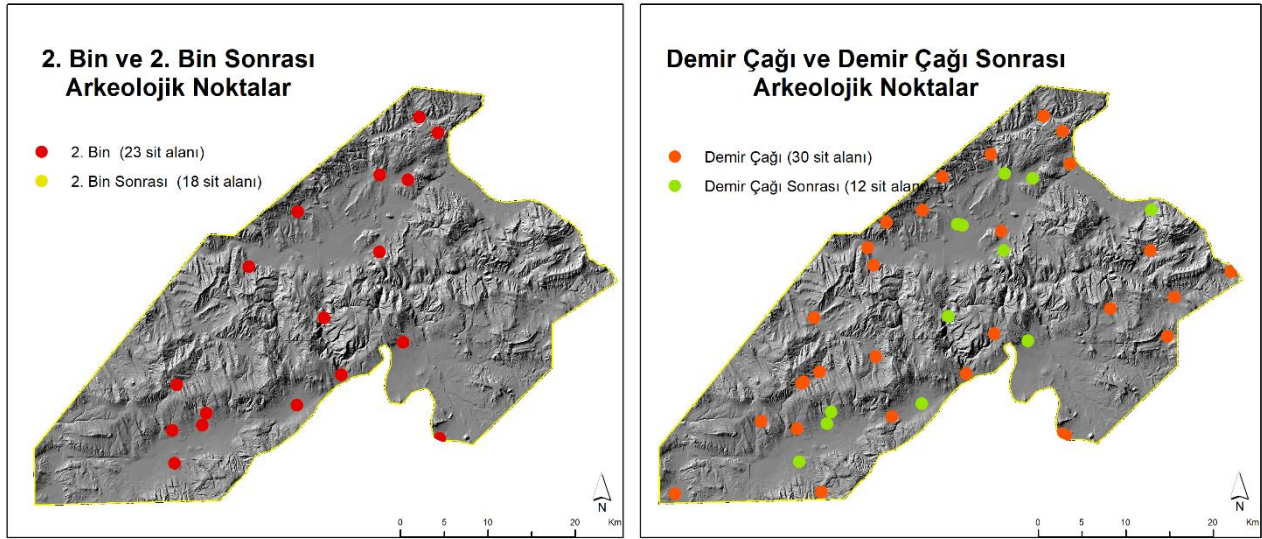 2. Bin ve 2. Bin Sonrası
Arkeolojik Noktalar
2. Bin (23 sit alanı)
2. Bin Sonrası (18 sit alanı)
N
0 5 10 20 Km
Demir Çağı ve Demir Çağı Sonrası
Arkeolojik Noktalar
Demir Çağı (30 sit alanı)
Demir Çağı Sonrası (12 sit alanı)
N
0 5 10 20 Km